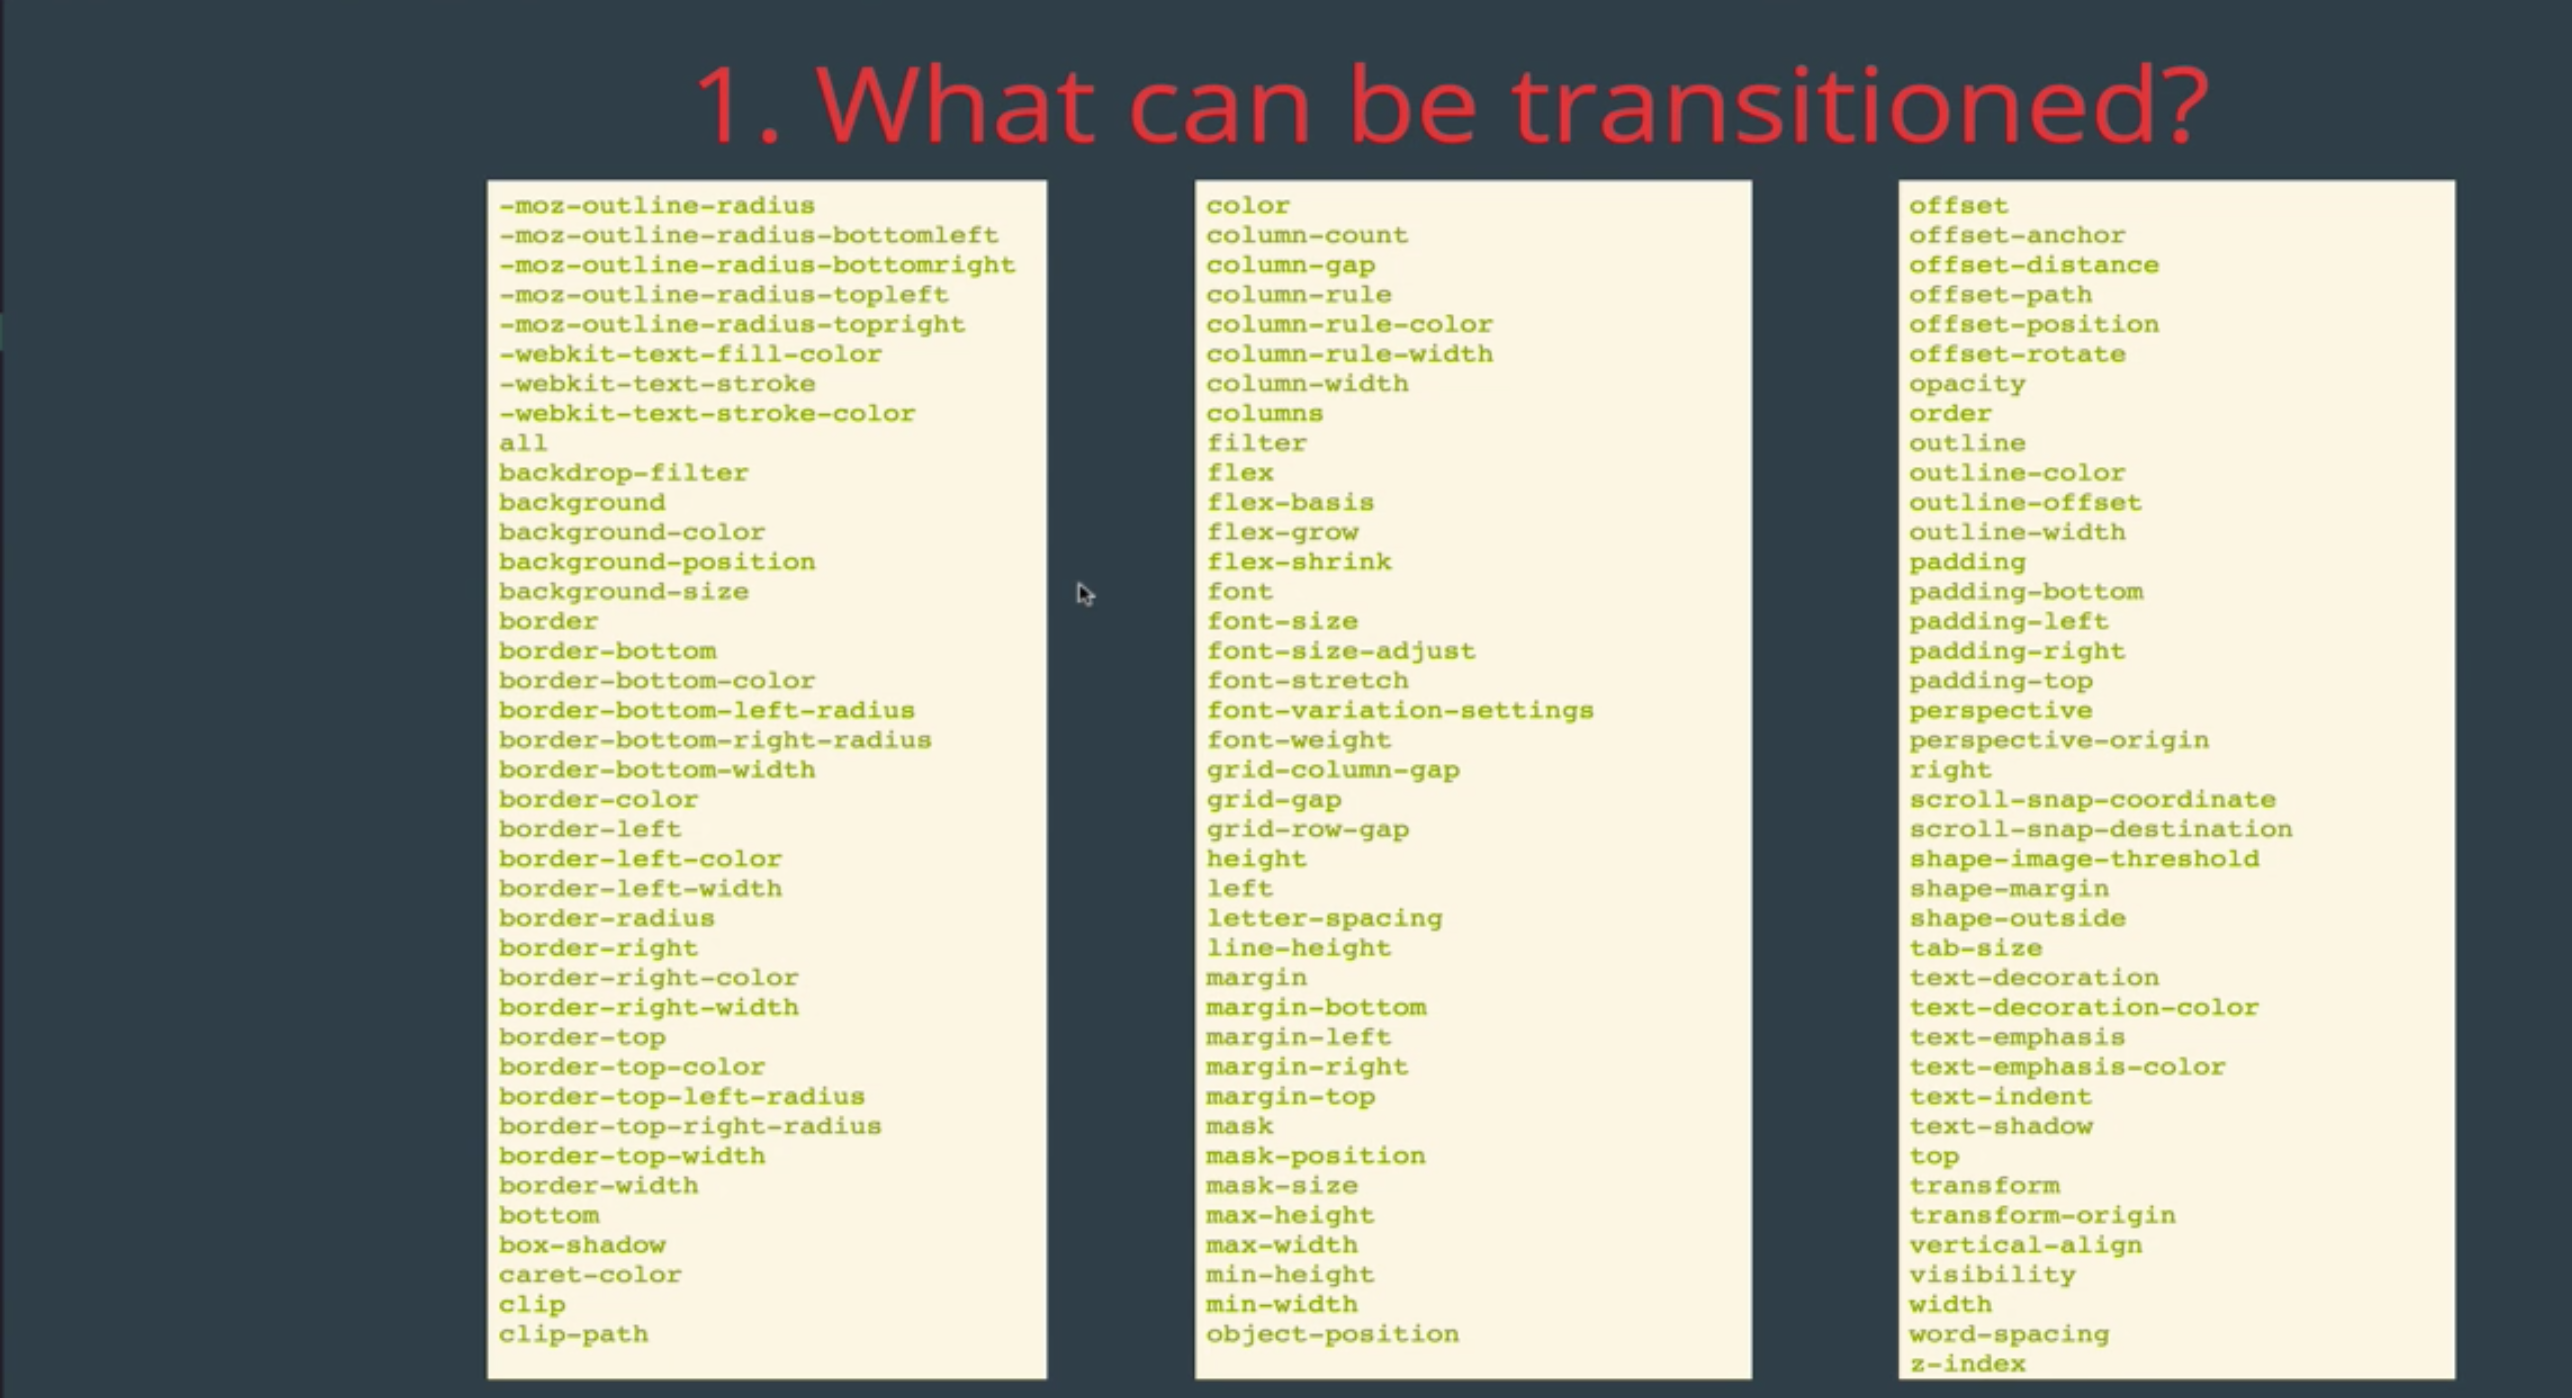 1. What can be transitioned?
-moz-outline-radius
-moz-outline-radius-bottomleft
-moz-outline-radius-bottomright
-moz-outline-radius-topleft
-moz-outline-radius-topright
-webkit-text-fill-color
-webkit-text-stroke
-webkit-text-stroke-color
all
backdrop-filter
background
background-color
background-position
background-size
border
border-bottom
border-bottom-color
border-bottom-left-radius
border-bottom-right-radius
border-bottom-width
border-color
border-left
border-left-color
border-left-width
border-radius
border-right
border-right-color
border-right-width
border-top
border-top-color
border-top-left-radius
border-top-right-radius
border-top-width
border-width
bottom
box-shadow
caret-color
clip
clip-path
color
column-count
column-gap
column-rule
column-rule-color
column-rule-width
column-width
columns
filter
flex
flex-basis
flex-grow
flex-shrink
font
font-size
font-size-adjust
font-stretch
font-variation-settings
font-weight
grid-column-gap
grid-gap
grid-row-gap
height
left
letter-spacing
line-height
margin
margin-bottom
margin-left
margin-right
margin-top
mask
mask-position
mask-size
max-height
max-width
min-height
min-width
object-position
offset
offset-anchor
offset-distance
offset-path
offset-position
offset-rotate
opacity
order
outline
outline-color
outline-offset
outline-width
padding
padding-bottom
padding-left
padding-right
padding-top
perspective
perspective-origin
right
scroll-snap-coordinate
scroll-snap-destination
shape-image-threshold
shape-margin
shape-outside
tab-size
text-decoration
text-decoration-color
text-emphasis
text-emphasis-color
text-indent
text-shadow
top
transform
transform-origin
vertical-align
visibility
width
word-spacing
z-index